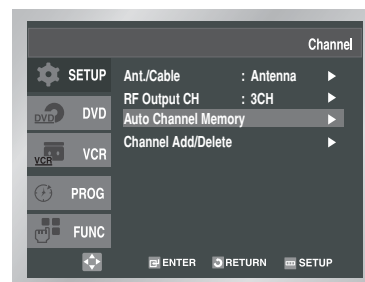 Channel
SETUP
Ant./Cable : Antenna
RF Output CH : 3CH
DVD DVD
Auto Channel Memory
Channel Add/Delete
VCR VCR
PROG
FUNC
ENTER RETURN SETUP